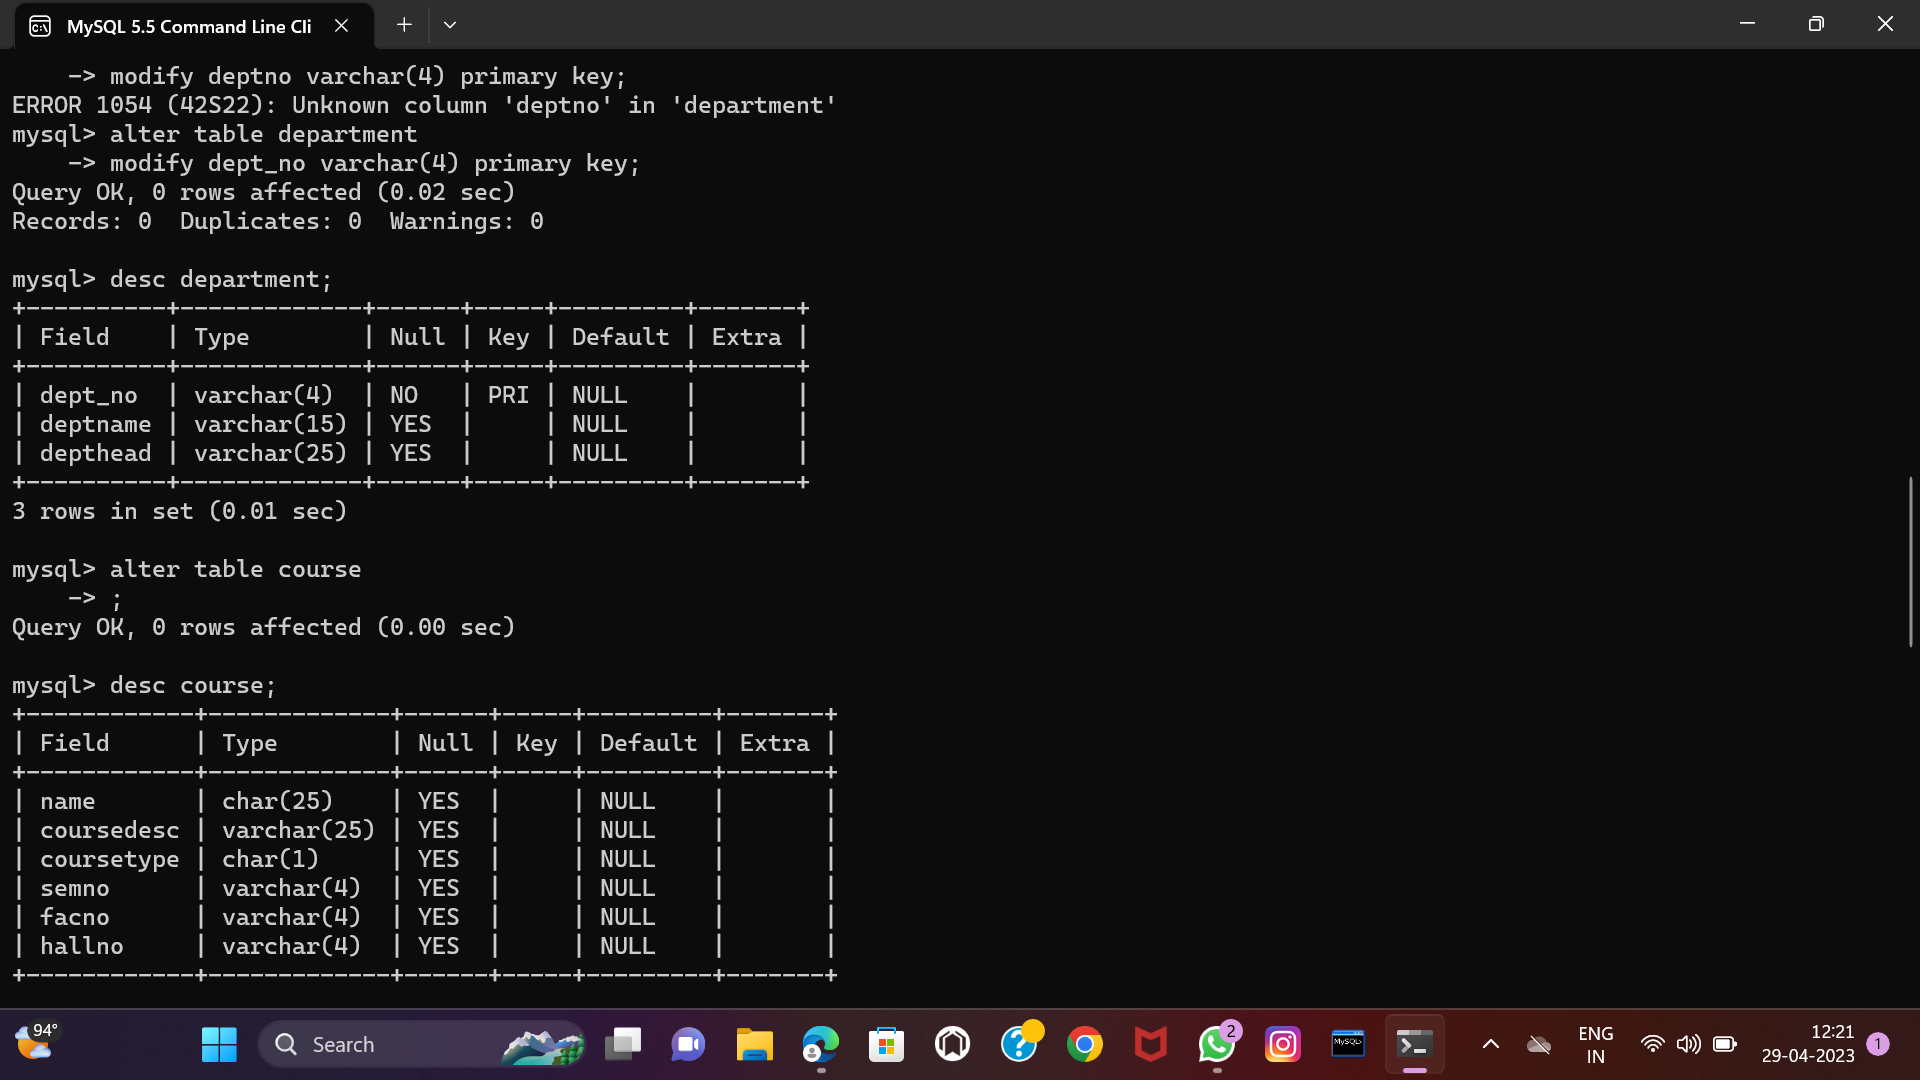 MySQL 5.5 Command Line Cli
    -> modify deptno varchar(4) primary key;
ERROR 1054 (42S22): Unknown column 'deptno' in 'department'
mysql> alter table department
    -> modify dept_no varchar(4) primary key;
Query OK, 0 rows affected (0.02 sec)
Records: 0  Duplicates: 0  Warnings: 0
mysql> desc department;
+----------+-------------+------+-----+---------+-------+
| Field    | Type        | Null | Key | Default | Extra |
+----------+-------------+------+-----+---------+-------+
| dept_no  | varchar(4)  | NO   | PRI | NULL    |       |
| deptname | varchar(15) | YES  |     | NULL    |       |
| depthead | varchar(25) | YES  |     | NULL    |       |
+----------+-------------+------+-----+---------+-------+
3 rows in set (0.01 sec)
mysql> alter table course
    -> ;
Query OK, 0 rows affected (0.00 sec)
mysql> desc course;
+------------+-------------+------+-----+---------+-------+
| Field      | Type        | Null | Key | Default | Extra |
+------------+-------------+------+-----+---------+-------+
| name       | char(25)    | YES  |     | NULL    |       |
| coursedesc | varchar(25) | YES  |     | NULL    |       |
| coursetype | char(1)     | YES  |     | NULL    |       |
| semno      | varchar(4)  | YES  |     | NULL    |       |
| facno      | varchar(4)  | YES  |     | NULL    |       |
| hallno     | varchar(4)  | YES  |     | NULL    |       |
+------------+-------------+------+-----+---------+-------+
94°
Search
2
MySQL>
ENG
IN
12:21
29-04-2023
1